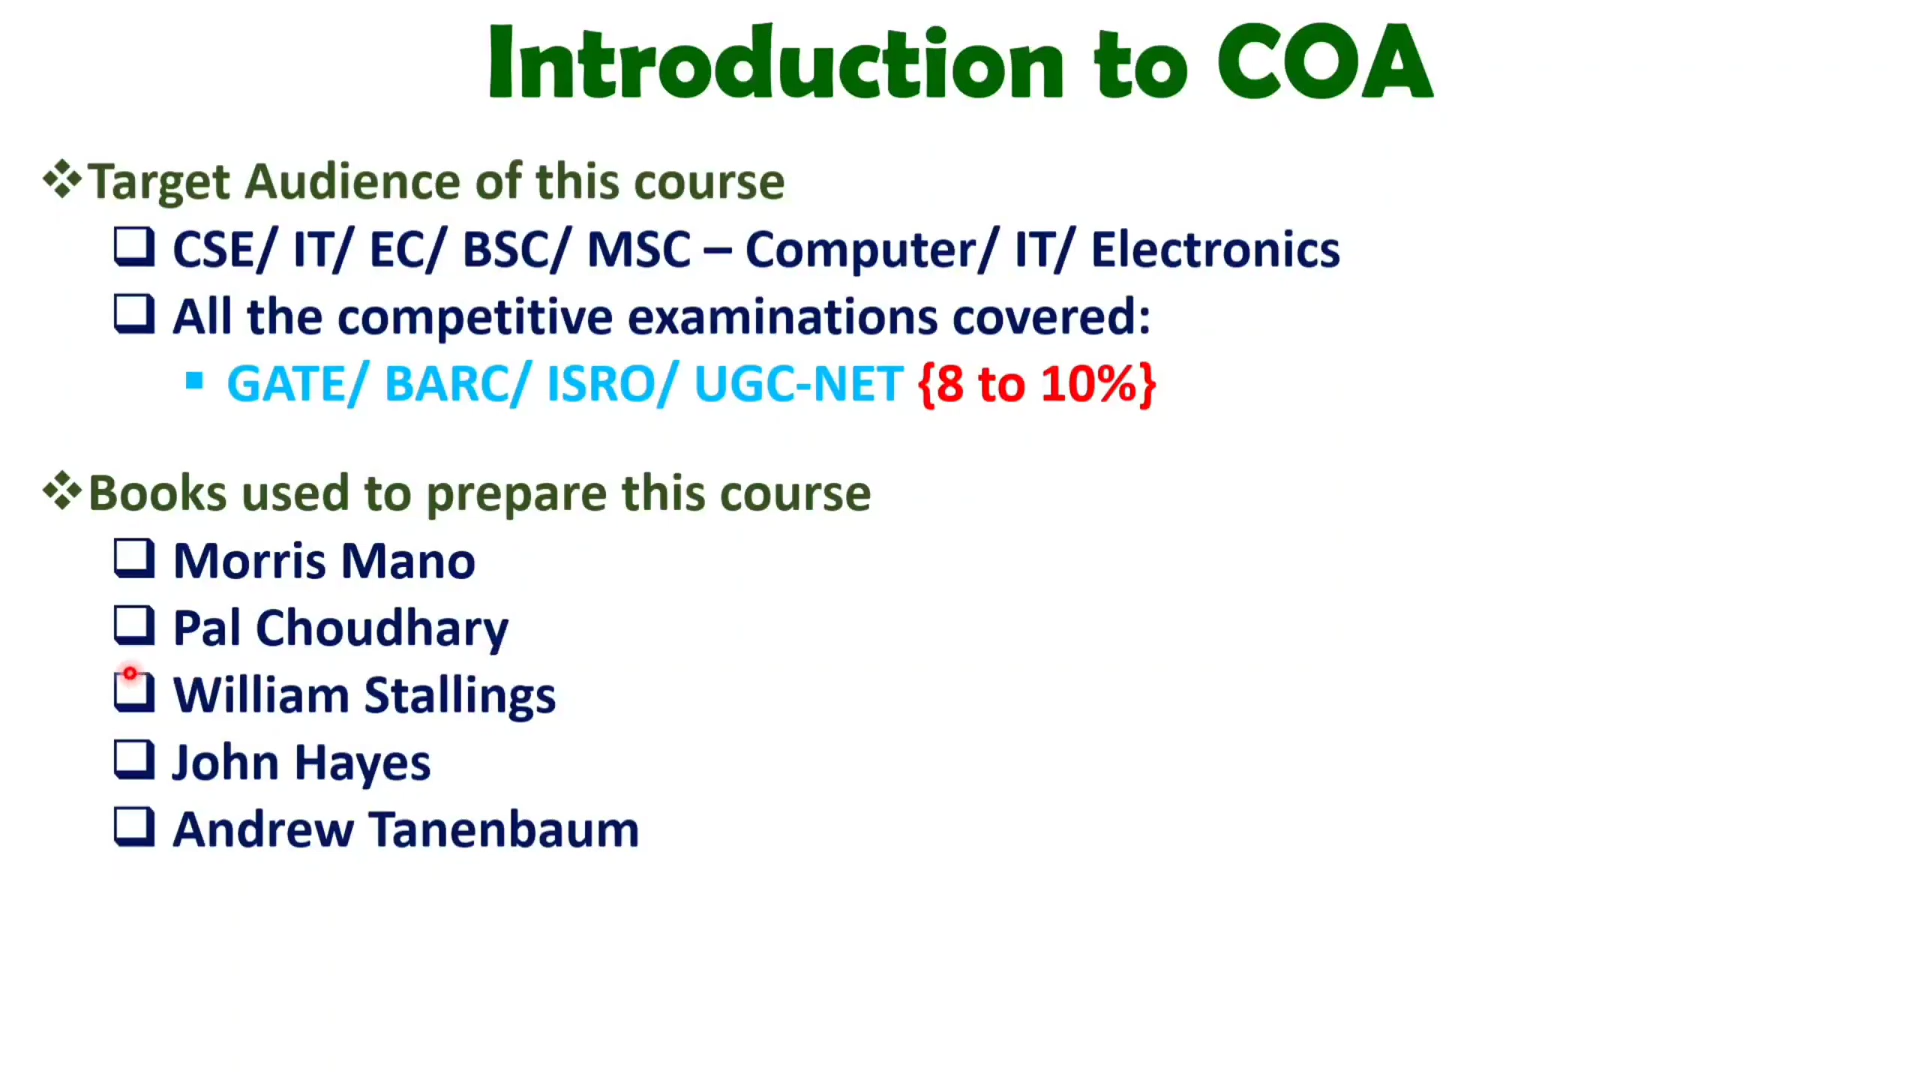 Introduction to COA
Target Audience of this course
CSE/ IT/ EC/ BSC/ MSC – Computer/ IT/ Electronics
All the competitive examinations covered:
GATE/ BARC/ ISRO/ UGC-NET {8 to 10%}
Books used to prepare this course
Morris Mano
Pal Choudhary
William Stallings
John Hayes
Andrew Tanenbaum